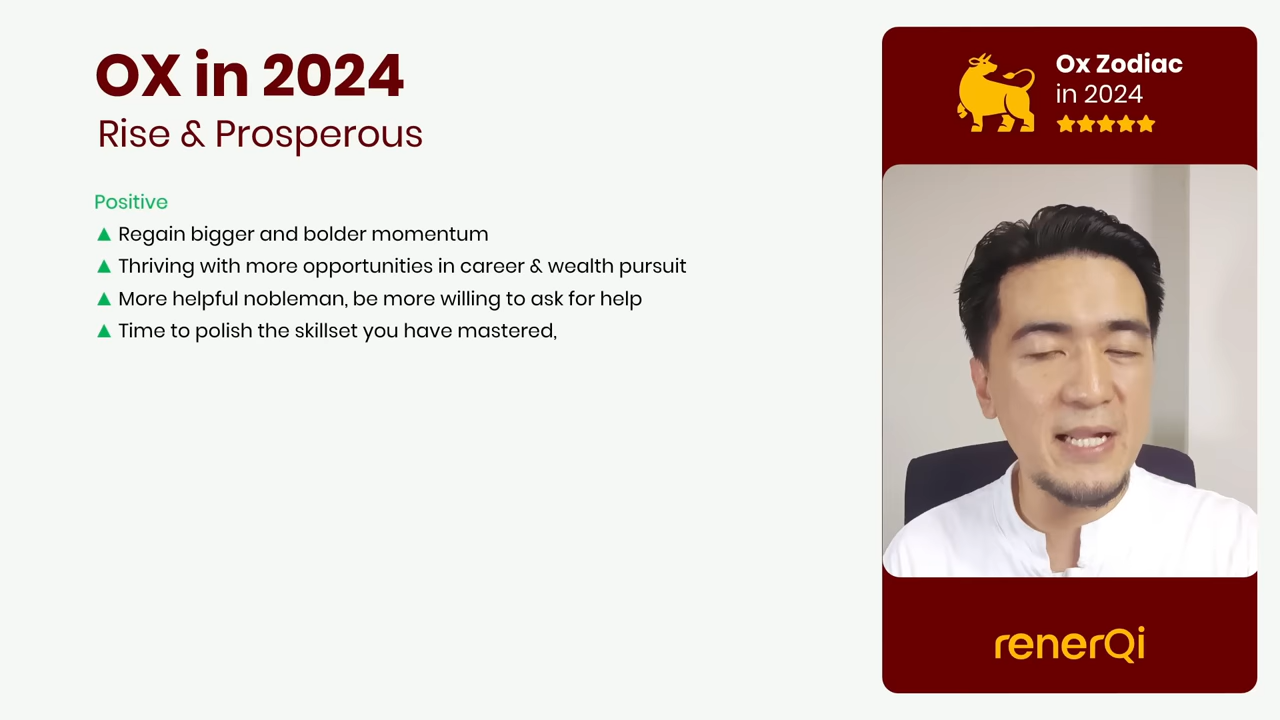 OX in 2024
Rise & Prosperous
Positive
▲ Regain bigger and bolder momentum
▲ Thriving with more opportunities in career & wealth pursuit
▲ More helpful nobleman, be more willing to ask for help
▲ Time to polish the skillset you have mastered,
Ox Zodiac
in 2024
★★★★★
renerQi